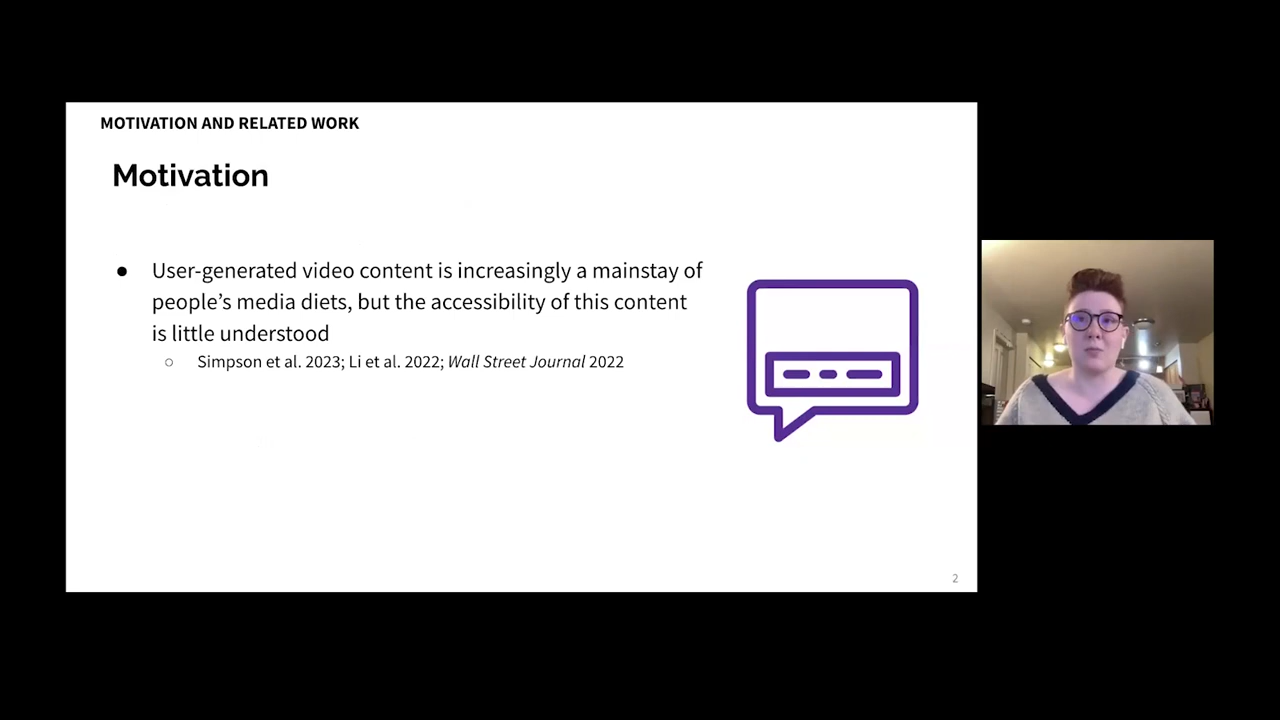 MOTIVATION AND RELATED WORK
Motivation
● User-generated video content is increasingly a mainstay of
people’s media diets, but the accessibility of this content
is little understood
○ Simpson et al. 2023; Li et al. 2022; Wall Street Journal 2022
2